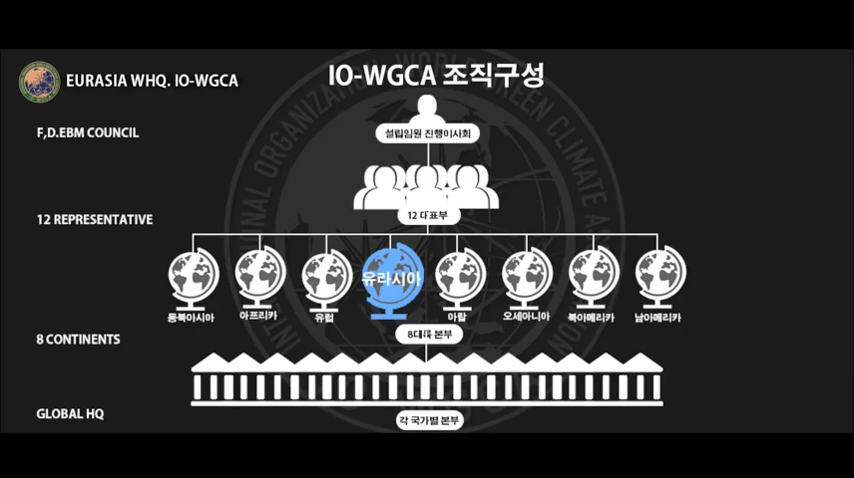 EURASIA WHQ. IO-WGCA
IO-WGCA 조직구성
F,D.EBM COUNCIL
설립임원 진행이사회
12 REPRESENTATIVE
12 대표부
동북아시아
아프리카
유럽
유라시아
아랍
오세아니아
북아메리카
남아메리카
8 CONTINENTS
8대륙 본부
GLOBAL HQ
각 국가별 본부